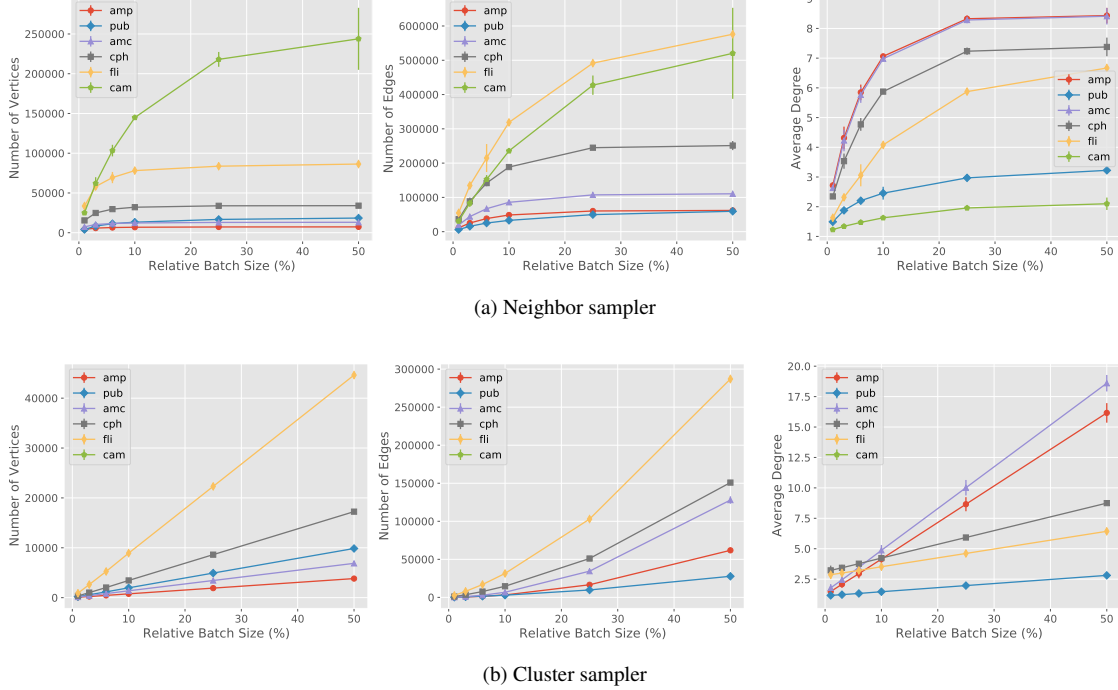 amp
pub
amc
cph
fli
cam
Number of Vertices
0
50000
100000
150000
200000
250000
0 10 20 30 40 50
Relative Batch Size (%)
amp
pub
amc
cph
fli
cam
Number of Edges
0
100000
200000
300000
400000
500000
600000
0 10 20 30 40 50
Relative Batch Size (%)
amp
pub
amc
cph
fli
cam
Average Degree
1
2
3
4
5
6
7
8
0 10 20 30 40 50
Relative Batch Size (%)
(a) Neighbor sampler
amp
pub
amc
cph
fli
cam
Number of Vertices
0
10000
20000
30000
40000
0 10 20 30 40 50
Relative Batch Size (%)
amp
pub
amc
cph
fli
cam
Number of Edges
0
50000
100000
150000
200000
250000
300000
0 10 20 30 40 50
Relative Batch Size (%)
amp
pub
amc
cph
fli
cam
Average Degree
2.5
5.0
7.5
10.0
12.5
15.0
17.5
20.0
0 10 20 30 40 50
Relative Batch Size (%)
(b) Cluster sampler